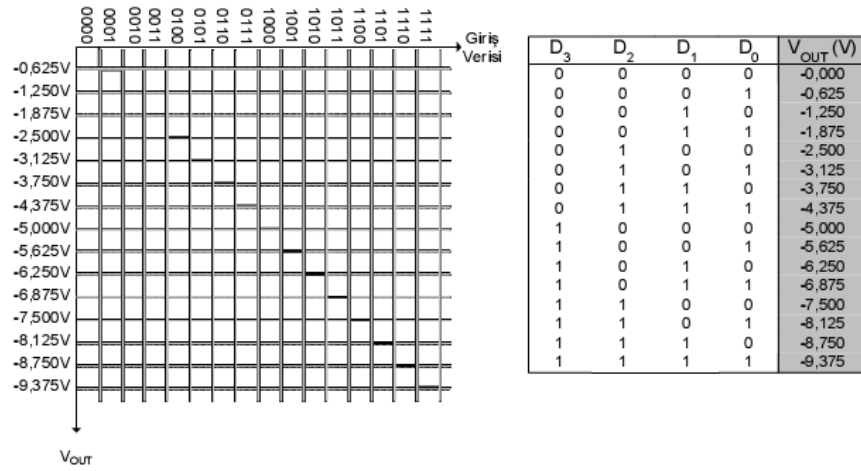 0000 0001 0010 0011 0100 0101 0110 0111 1000 1001 1010 1011 1100 1101 1110 1111
Giriş
Verisi
-0,625V
-1,250V
-1,875V
-2,500V
-3,125V
-3,750V
-4,375V
-5,000V
-5,625V
-6,250V
-6,875V
-7,500V
-8,125V
-8,750V
-9,375V
VOUT
D3 D2 D1 D0 VOUT (V)
0 0 0 0 -0,000
0 0 0 1 -0,625
0 0 1 0 -1,250
0 0 1 1 -1,875
0 1 0 0 -2,500
0 1 0 1 -3,125
0 1 1 0 -3,750
0 1 1 1 -4,375
1 0 0 0 -5,000
1 0 0 1 -5,625
1 0 1 0 -6,250
1 0 1 1 -6,875
1 1 0 0 -7,500
1 1 0 1 -8,125
1 1 1 0 -8,750
1 1 1 1 -9,375